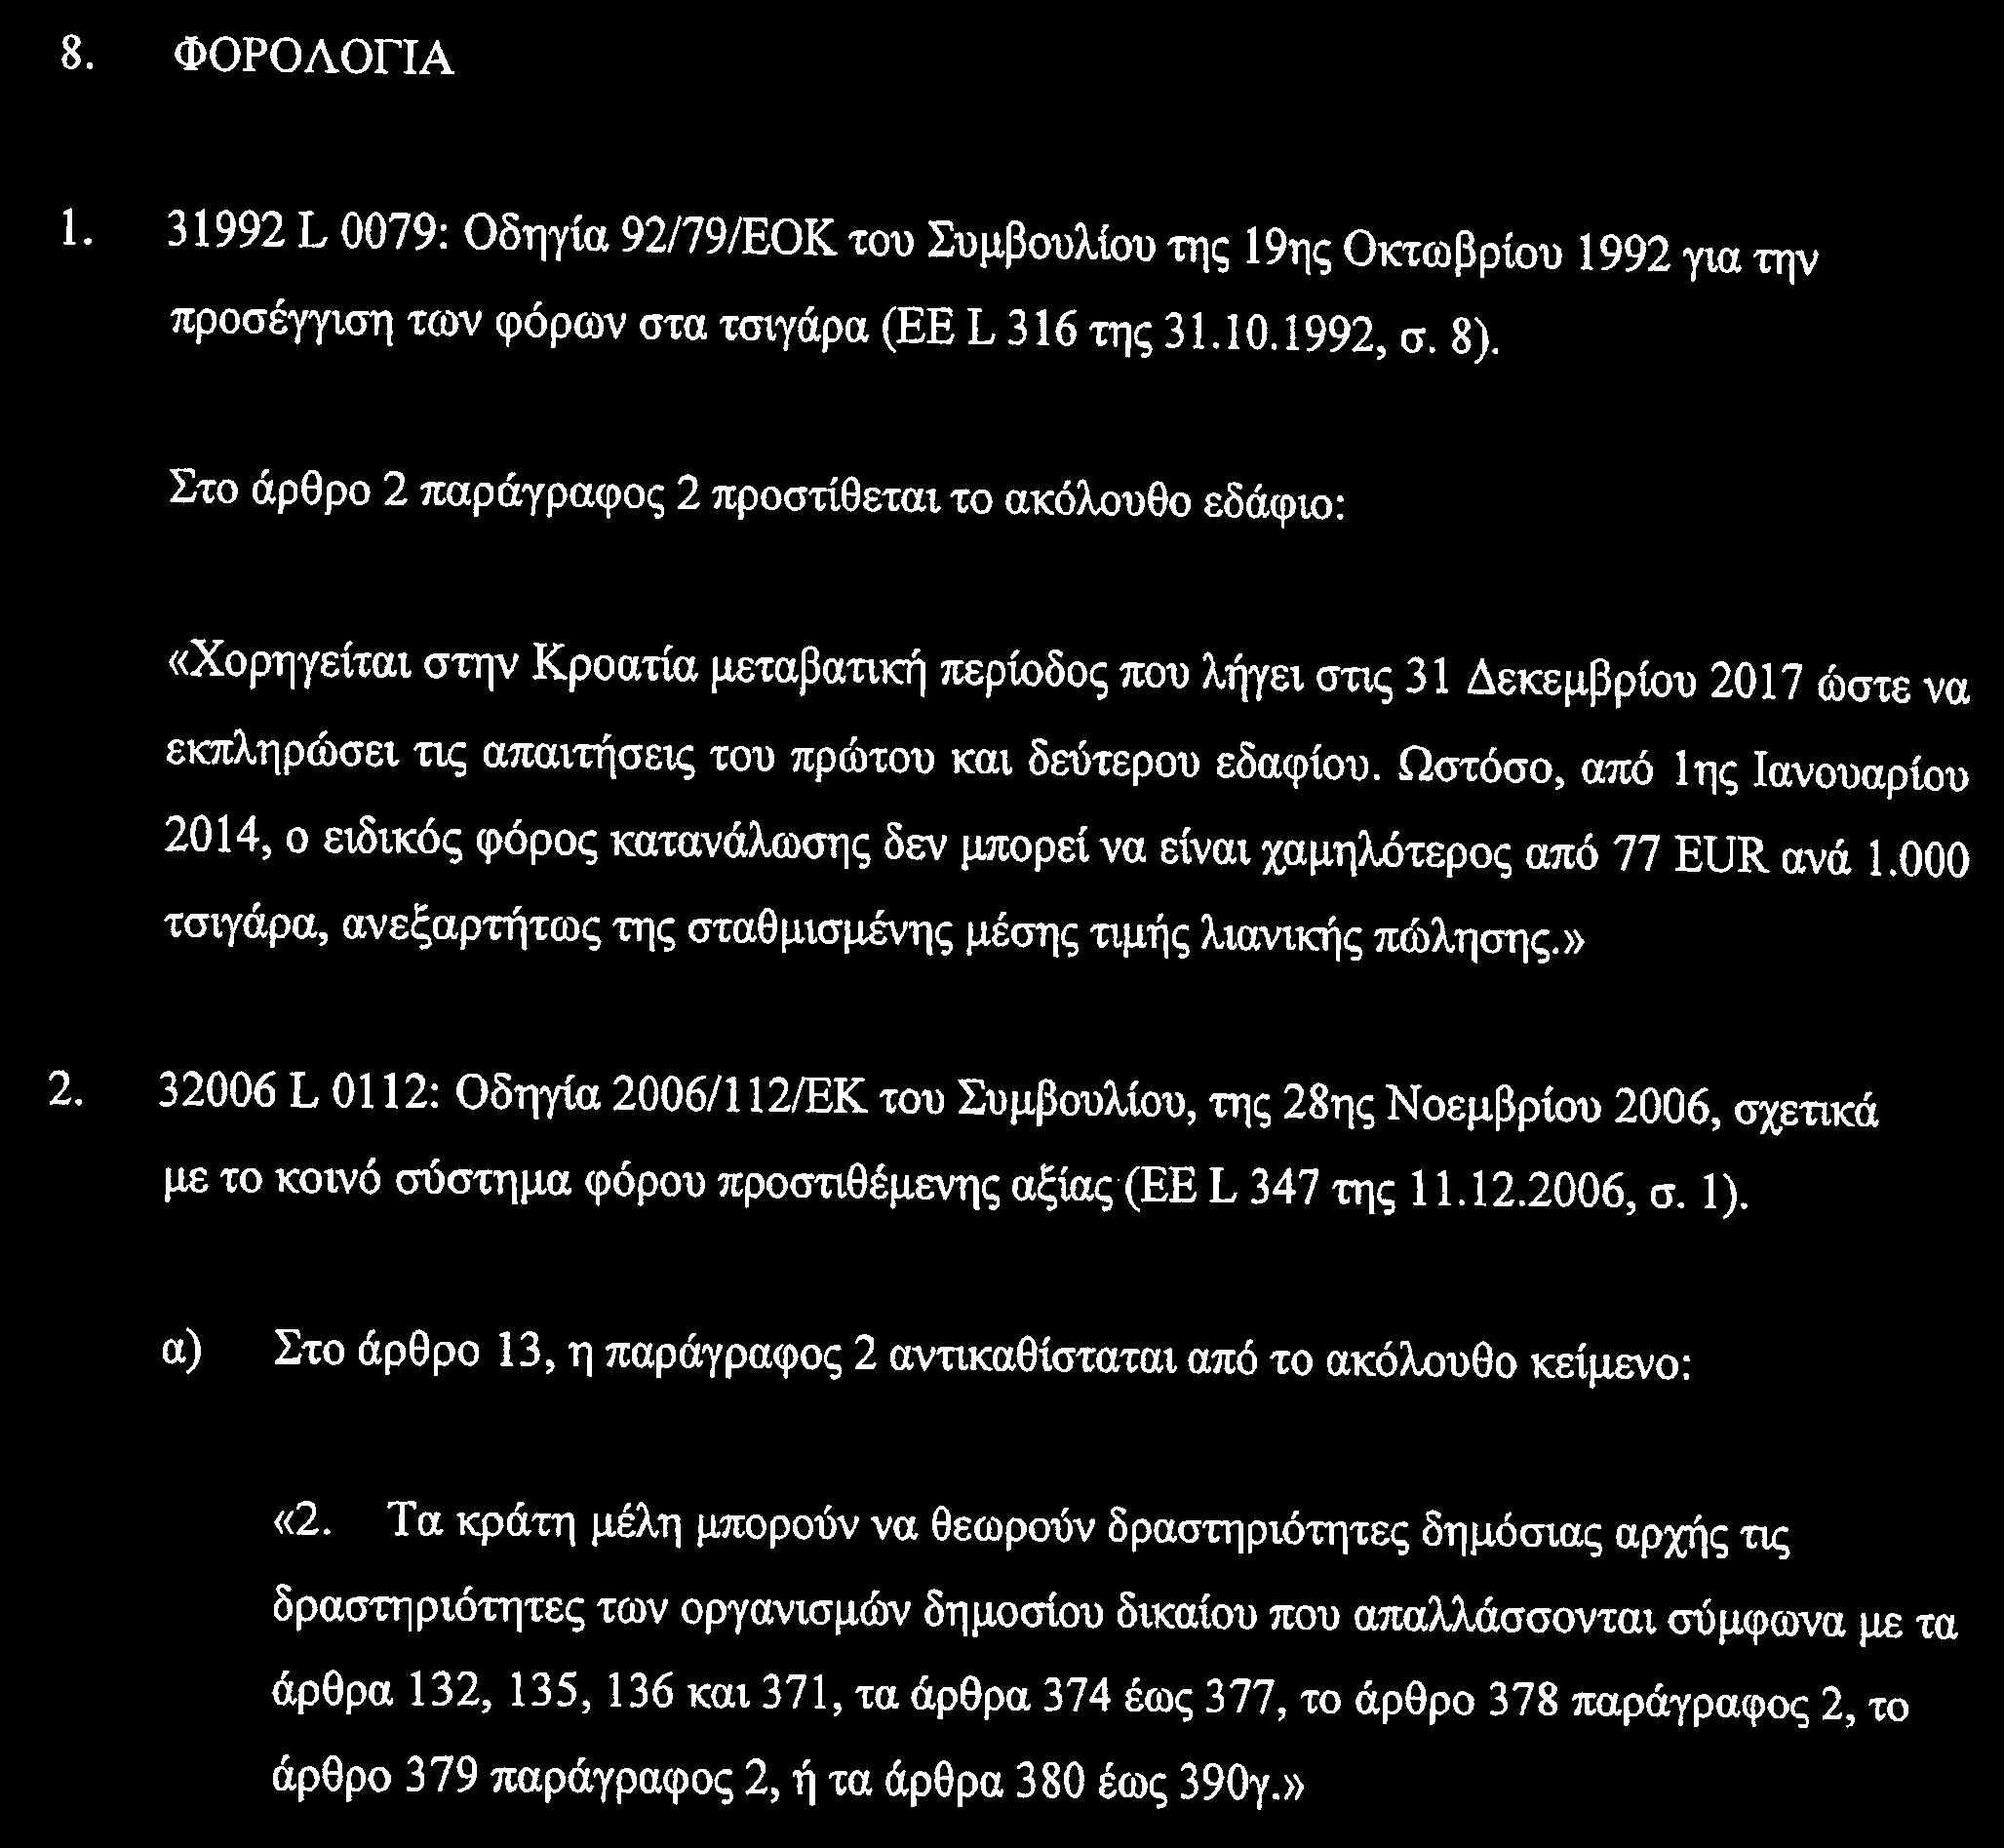 8. ΦΟΡΟΛΟΓΙΑ
1. 31992 L 0079: Οδηγία 92/79/ΕΟΚ του Συμβουλίου της 19ης Οκτωβρίου 1992 για την
προσέγγιση των φόρων στα τσιγάρα (ΕΕ L 316 της 31.10.1992, σ. 8).
Στο άρθρο 2 παράγραφος 2 προστίθεται το ακόλουθο εδάφιο:
«Χορηγείται στην Κροατία μεταβατική περίοδος που λήγει στις 31 Δεκεμβρίου 2017 ώστε να
εκπληρώσει τις απαιτήσεις του πρώτου και δεύτερου εδαφίου. Ωστόσο, από 1ης Ιανουαρίου
2014, ο ειδικός φόρος κατανάλωσης δεν μπορεί να είναι χαμηλότερος από 77 EUR ανά 1.000
τσιγάρα, ανεξαρτήτως της σταθμισμένης μέσης τιμής λιανικής πώλησης.»
2. 32006 L 0112: Οδηγία 2006/112/ΕΚ του Συμβουλίου, της 28ης Νοεμβρίου 2006, σχετικά
με το κοινό σύστημα φόρου προστιθέμενης αξίας (ΕΕ L 347 της 11.12.2006, σ. 1).
α) Στο άρθρο 13, η παράγραφος 2 αντικαθίσταται από το ακόλουθο κείμενο:
«2. Τα κράτη μέλη μπορούν να θεωρούν δραστηριότητες δημόσιας αρχής τις
δραστηριότητες των οργανισμών δημοσίου δικαίου που απαλλάσσονται σύμφωνα με τα
άρθρα 132, 135, 136 και 371, τα άρθρα 374 έως 377, το άρθρο 378 παράγραφος 2, το
άρθρο 379 παράγραφος 2, ή τα άρθρα 380 έως 390γ.»